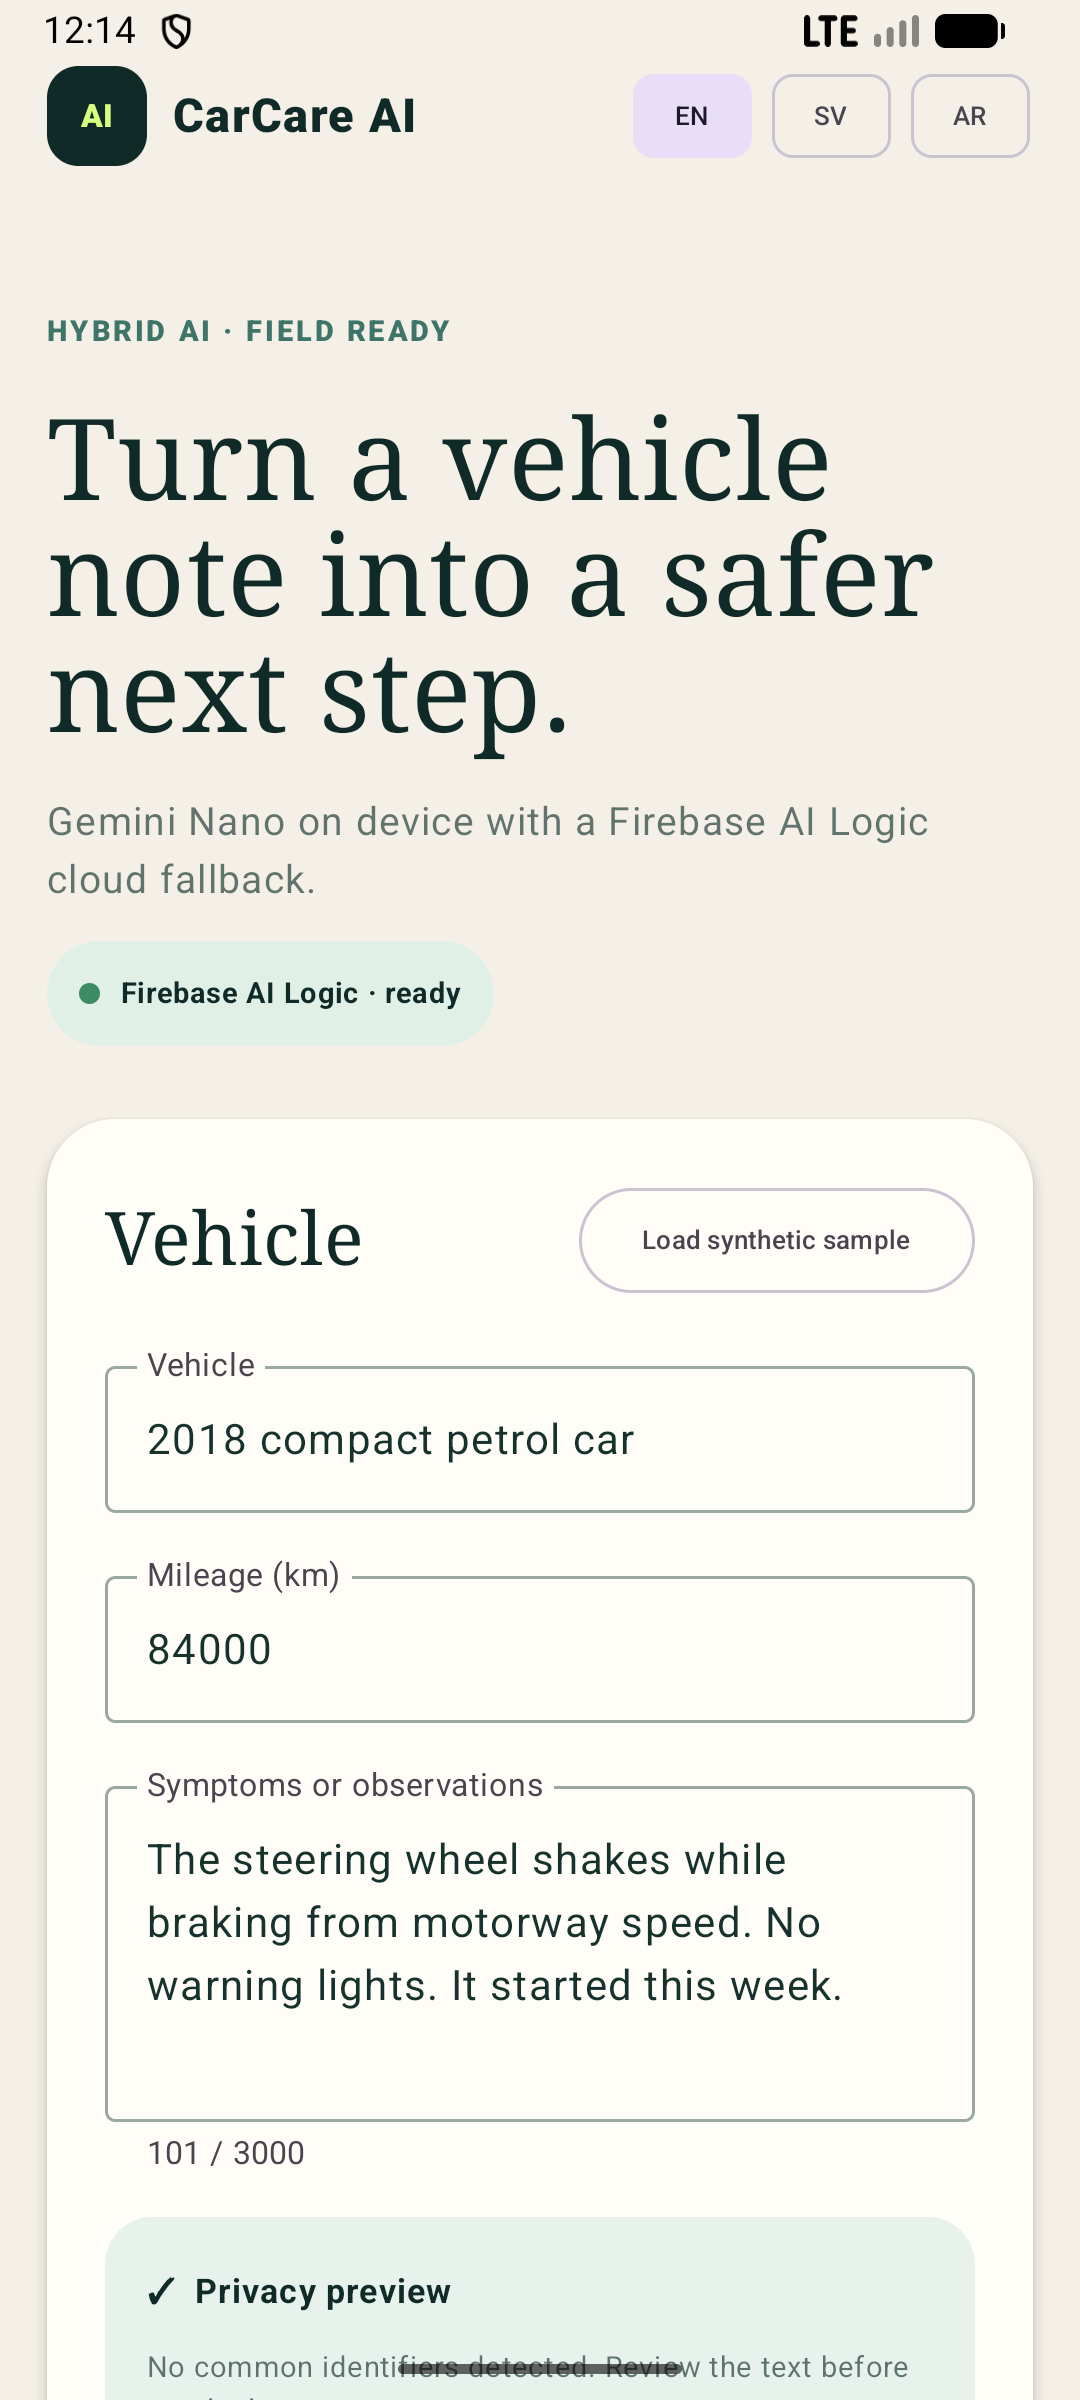 12:14
LTE
AI
CarCare AI
EN
SV
AR
HYBRID AI · FIELD READY
Turn a vehicle
note into a safer
next step.
Gemini Nano on device with a Firebase AI Logic
cloud fallback.
Firebase AI Logic · ready
Vehicle
Load synthetic sample
Vehicle
2018 compact petrol car
Mileage (km)
84000
Symptoms or observations
The steering wheel shakes while
braking from motorway speed. No
warning lights. It started this week.
101 / 3000
✓ Privacy preview
No common identifiers detected. Review the text before